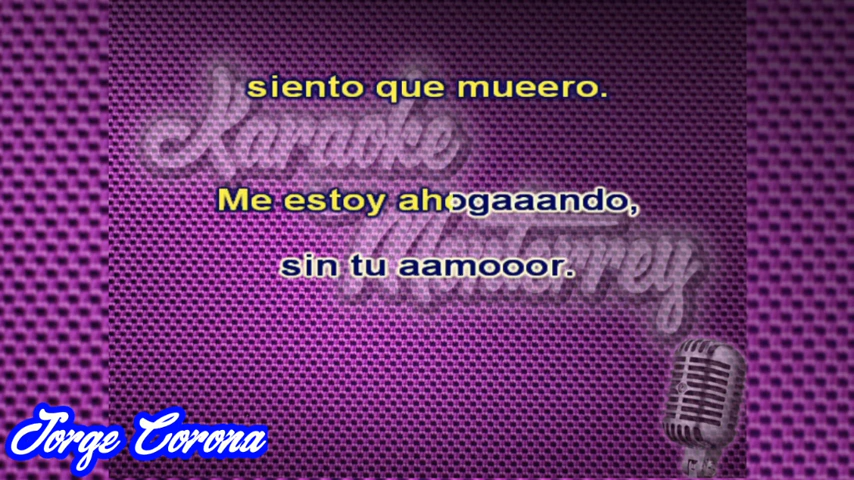 siento que mueero.
Karaoke
Me estoy ahogaaando,
Monterrey
sin tu aamooor.
Jorge Corona